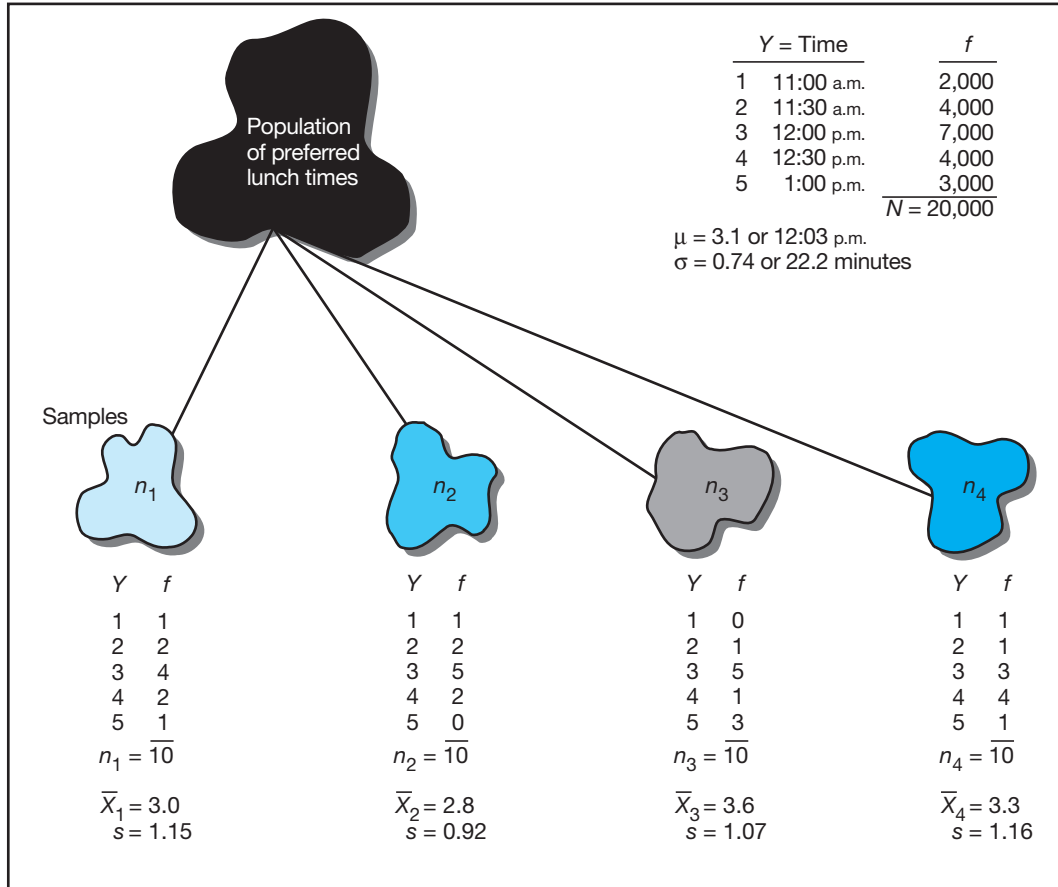 Population
of preferred
lunch times
Y = Time f
1 11:00 a.m. 2,000
2 11:30 a.m. 4,000
3 12:00 p.m. 7,000
4 12:30 p.m. 4,000
5 1:00 p.m. 3,000
N = 20,000
μ = 3.1 or 12:03 p.m.
σ = 0.74 or 22.2 minutes
Samples
n₁ n₂ n₃ n₄
Y f Y f Y f Y f
1 1 1 1 1 0 1 1
2 2 2 2 2 1 2 1
3 4 3 5 3 5 3 3
4 2 4 2 4 1 4 4
5 1 5 0 5 3 5 1
n₁ = 10 n₂ = 10 n₃ = 10 n₄ = 10
X̅₁ = 3.0 X̅₂ = 2.8 X̅₃ = 3.6 X̅₄ = 3.3
s = 1.15 s = 0.92 s = 1.07 s = 1.16